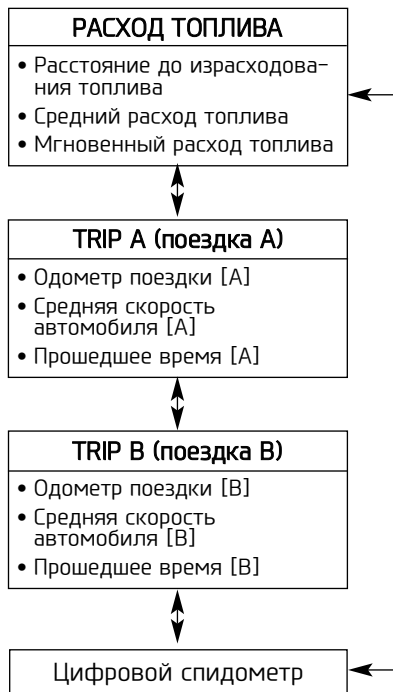 РАСХОД ТОПЛИВА
• Расстояние до израсходова-
ния топлива
• Средний расход топлива
• Мгновенный расход топлива
TRIP A (поездка A)
• Одометр поездки [A]
• Средняя скорость
автомобиля [A]
• Прошедшее время [A]
TRIP B (поездка B)
• Одометр поездки [B]
• Средняя скорость
автомобиля [B]
• Прошедшее время [B]
Цифровой спидометр